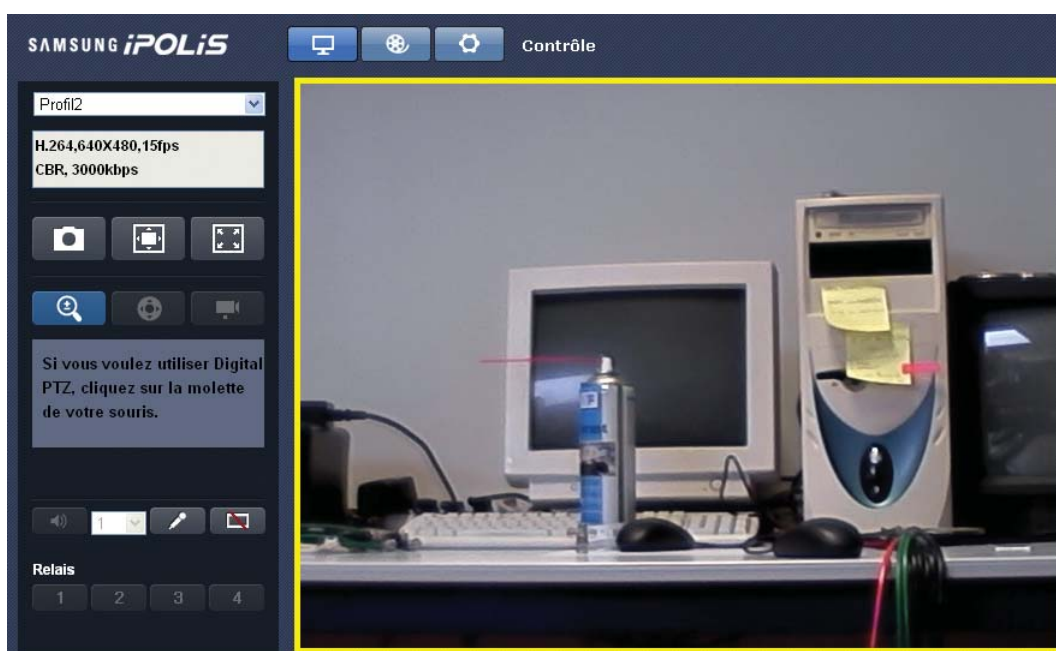 SAMSUNG iPOLiS
Contrôle
Profil2
H.264,640X480,15fps
CBR, 3000kbps
Si vous voulez utiliser Digital
PTZ, cliquez sur la molette
de votre souris.
1
Relais
1 2 3 4